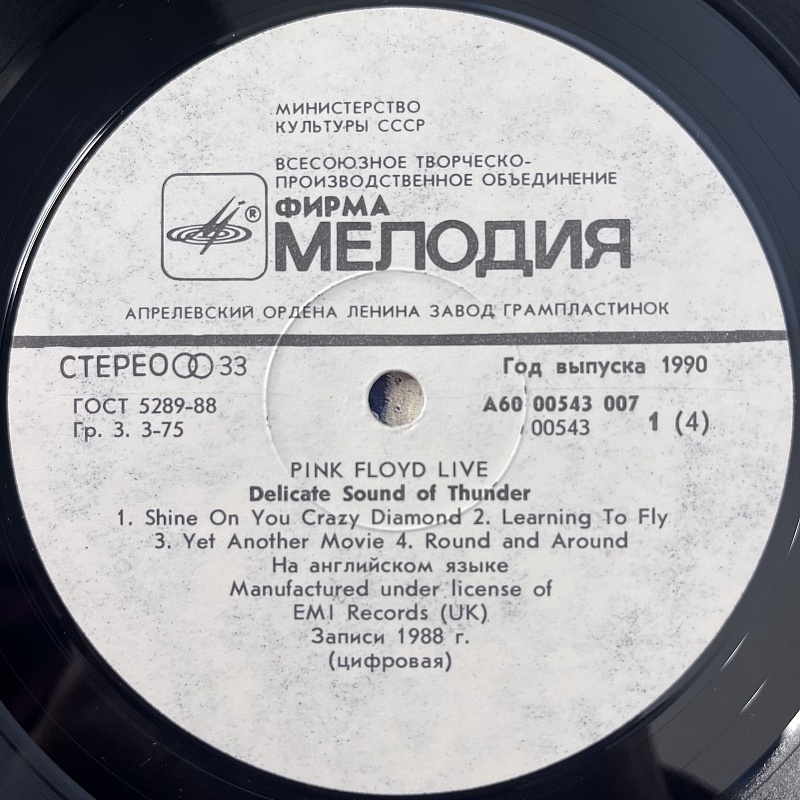 МИНИСТЕРСТВО
КУЛЬТУРЫ СССР
ВСЕСОЮЗНОЕ ТВОРЧЕСКО-
ПРОИЗВОДСТВЕННОЕ ОБЪЕДИНЕНИЕ
®
ФИРМА
МЕЛОДИЯ
АПРЕЛЕВСКИЙ ОРДЕНА ЛЕНИНА ЗАВОД ГРАМПЛАСТИНОК
СТЕРЕО 33
Год выпуска 1990
ГОСТ 5289-88
А60 00543 007
Гр. 3. 3-75
00543
1 (4)
PINK FLOYD LIVE
Delicate Sound of Thunder
1. Shine On You Crazy Diamond 2. Learning To Fly
3. Yet Another Movie 4. Round and Around
На английском языке
Manufactured under license of
EMI Records (UK)
Записи 1988 г.
(цифровая)